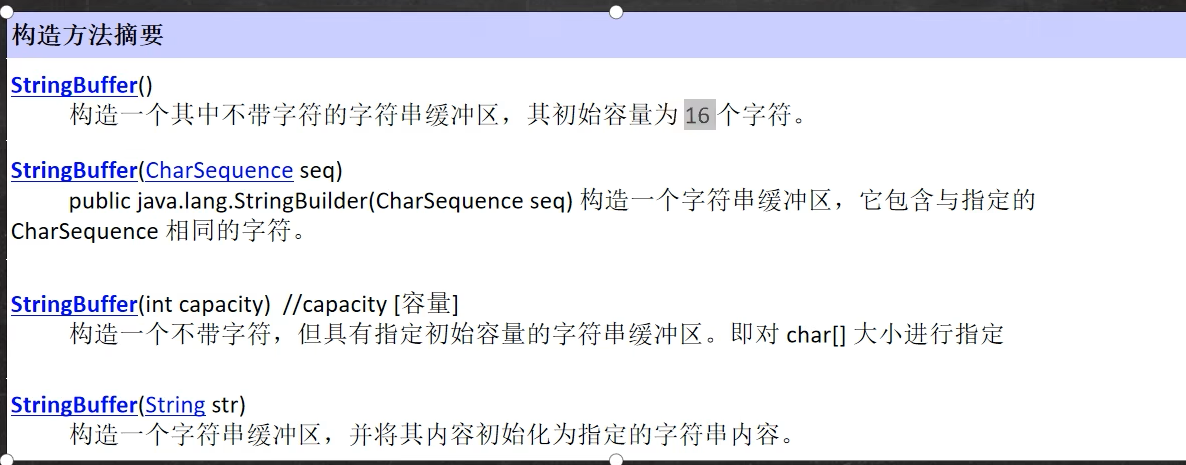 构造方法摘要
StringBuffer()
构造一个其中不带字符的字符串缓冲区，其初始容量为 16 个字符。
StringBuffer(CharSequence seq)
public java.lang.StringBuilder(CharSequence seq) 构造一个字符串缓冲区，它包含与指定的
CharSequence 相同的字符。
StringBuffer(int capacity)  //capacity [容量]
构造一个不带字符，但具有指定初始容量的字符串缓冲区。即对 char[] 大小进行指定
StringBuffer(String str)
构造一个字符串缓冲区，并将其内容初始化为指定的字符串内容。